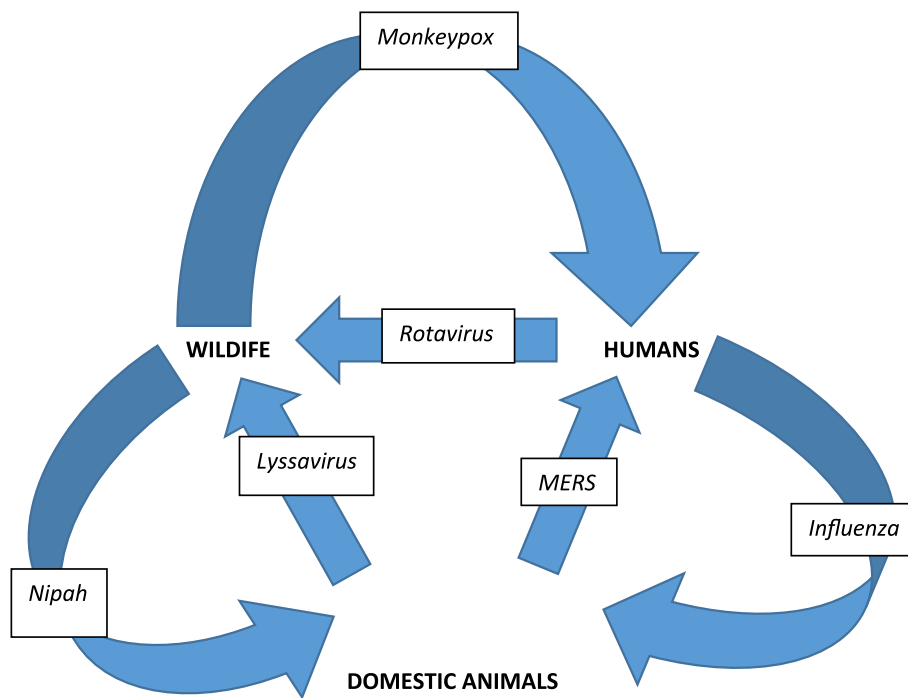 Monkeypox
Rotavirus
WILDIFE
HUMANS
Lyssavirus
MERS
Influenza
Nipah
DOMESTIC ANIMALS